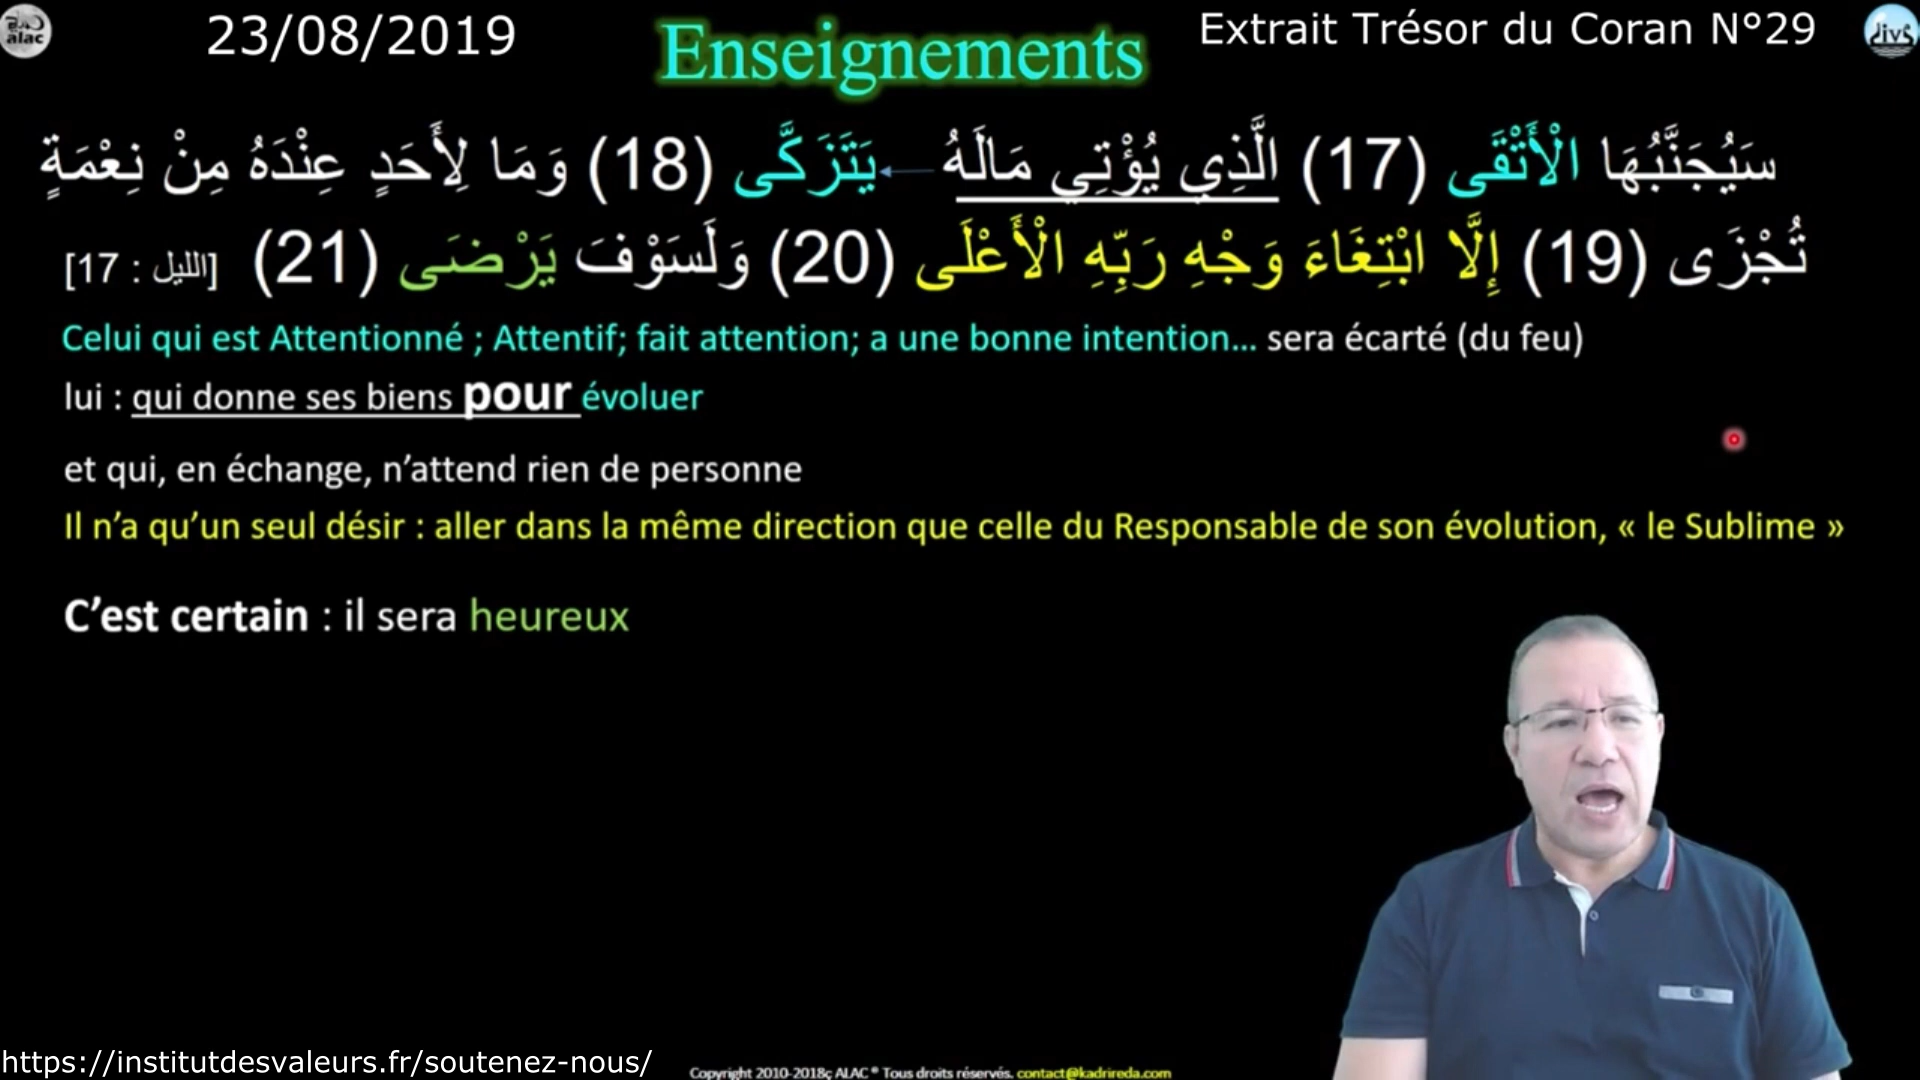 23/08/2019
Enseignements
Extrait Trésor du Coran N°29
alac
divs
سَيُجَنَّبُهَا الْأَتْقَى (17) الَّذِي يُؤْتِي مَالَهُ يَتَزَكَّى (18) وَمَا لِأَحَدٍ عِنْدَهُ مِنْ نِعْمَةٍ
تُجْزَى (19) إِلَّا ابْتِغَاءَ وَجْهِ رَبِّهِ الْأَعْلَى (20) وَلَسَوْفَ يَرْضَى (21) [الليل : 17]
Celui qui est Attentionné ; Attentif; fait attention; a une bonne intention... sera écarté (du feu)
lui : qui donne ses biens pour évoluer
et qui, en échange, n’attend rien de personne
Il n’a qu’un seul désir : aller dans la même direction que celle du Responsable de son évolution, « le Sublime »
C’est certain : il sera heureux
https://institutdesvaleurs.fr/soutenez-nous/
Copyright 2010-2018ç ALAC ® Tous droits réservés. contact@kadrireda.com